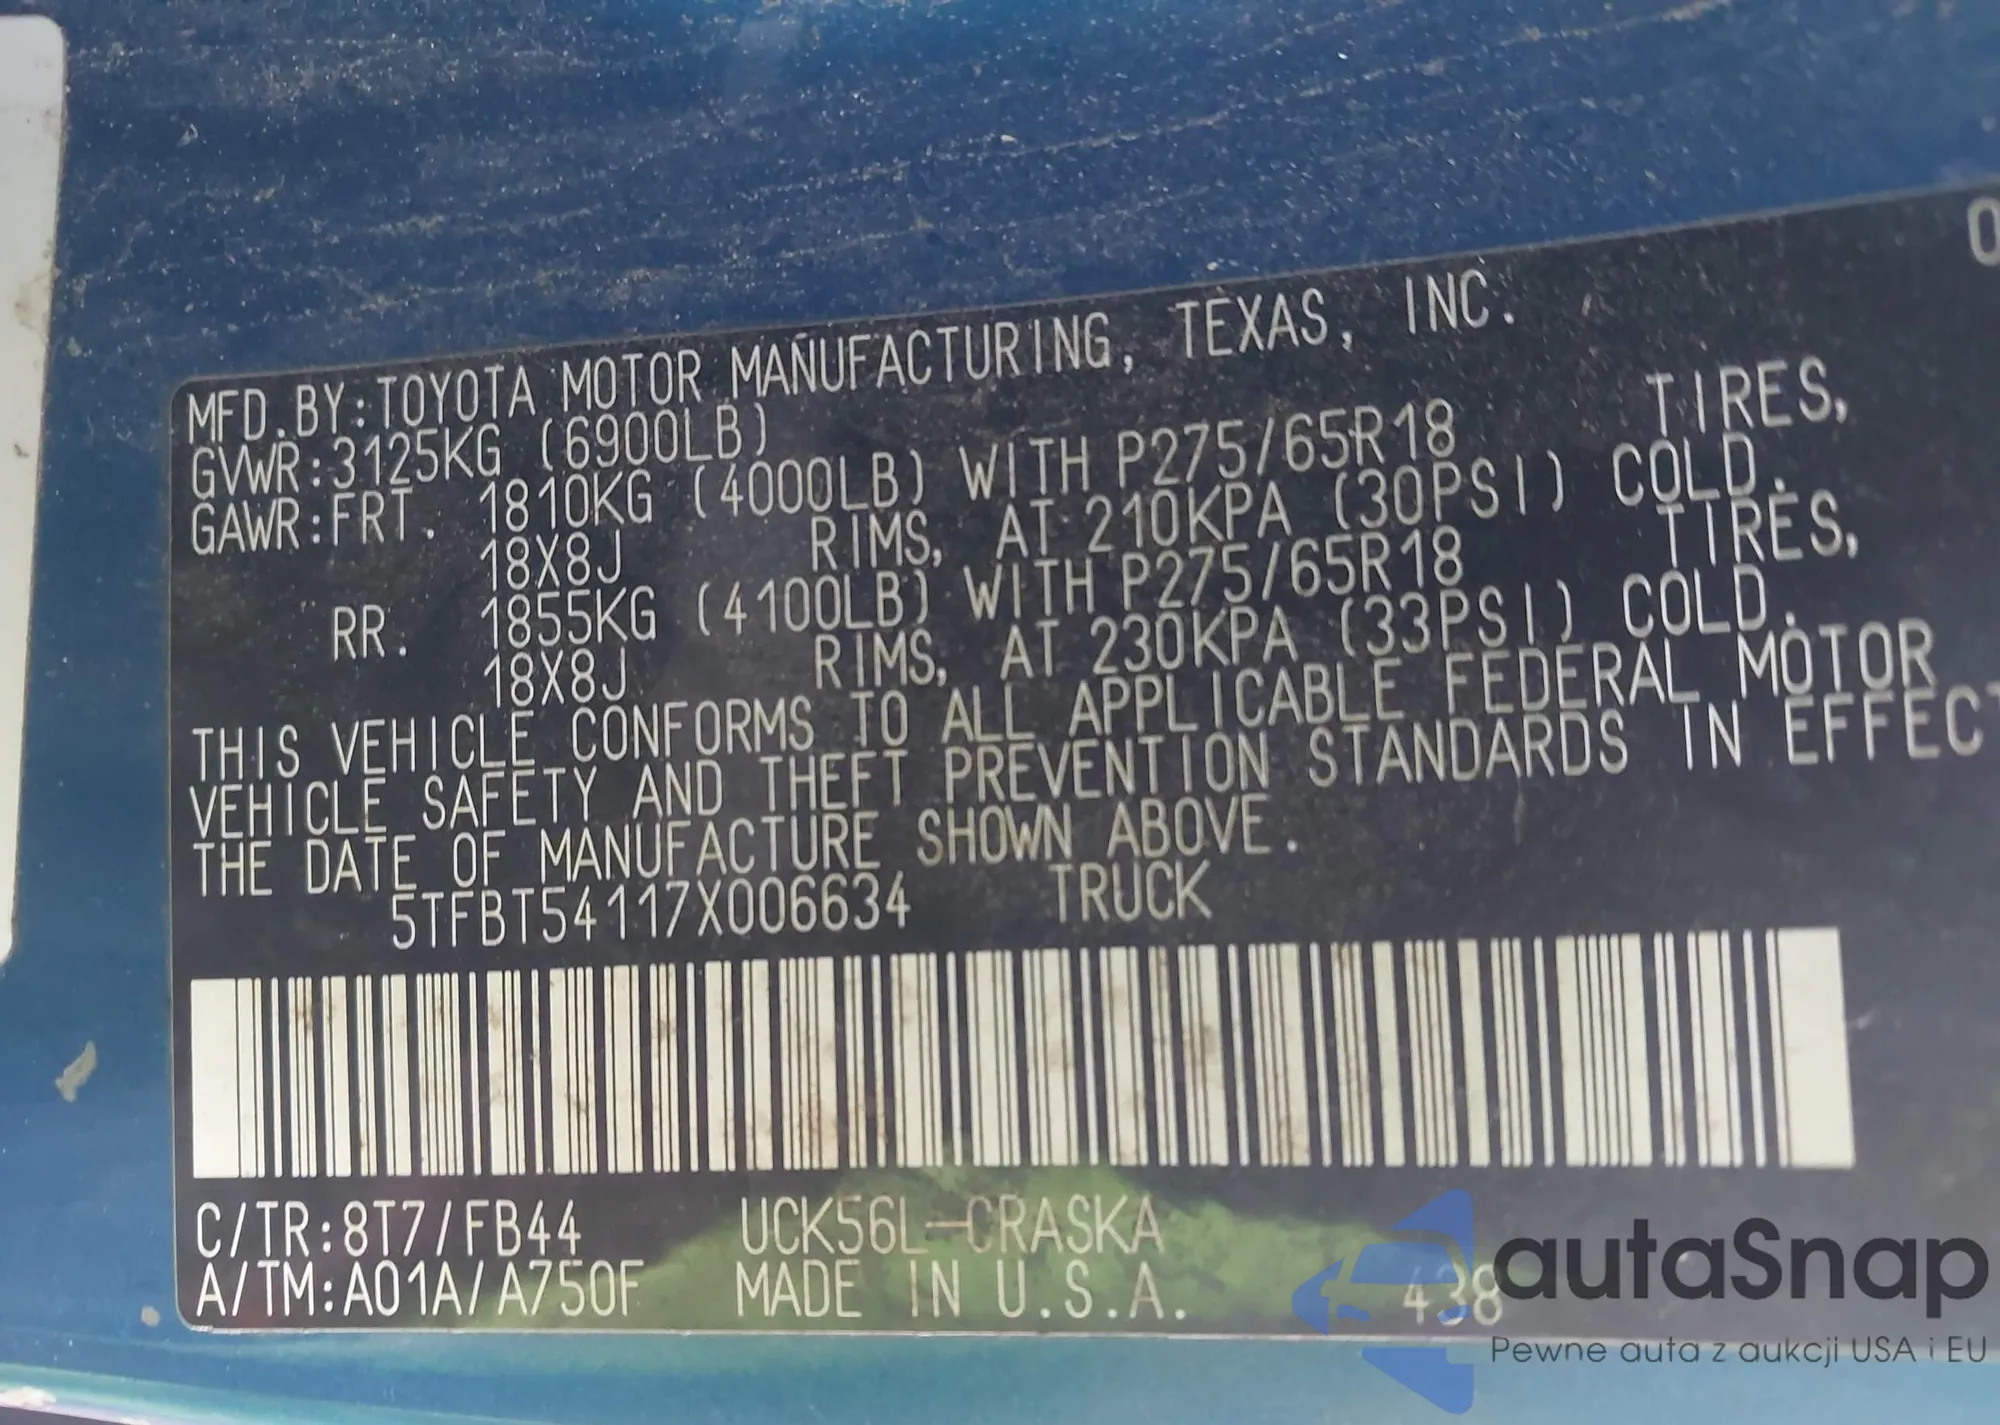 0
MFD.BY:TOYOTA MOTOR MANUFACTURING, TEXAS, INC.
GVWR:3125KG (6900LB)
GAWR:FRT. 1810KG (4000LB) WITH P275/65R18 TIRES,
18X8J RIMS, AT 210KPA (30PSI) COLD.
RR. 1855KG (4100LB) WITH P275/65R18 TIRES,
18X8J RIMS, AT 230KPA (33PSI) COLD.
THIS VEHICLE CONFORMS TO ALL APPLICABLE FEDERAL MOTOR
VEHICLE SAFETY AND THEFT PREVENTION STANDARDS IN EFFECT
THE DATE OF MANUFACTURE SHOWN ABOVE.
5TFBT54117X006634 TRUCK
C/TR:8T7/FB44 UCK56L-CRASKA
A/TM:A01A/A750F MADE IN U.S.A. 438
autaSnap
Pewne auta z aukcji USA i EU